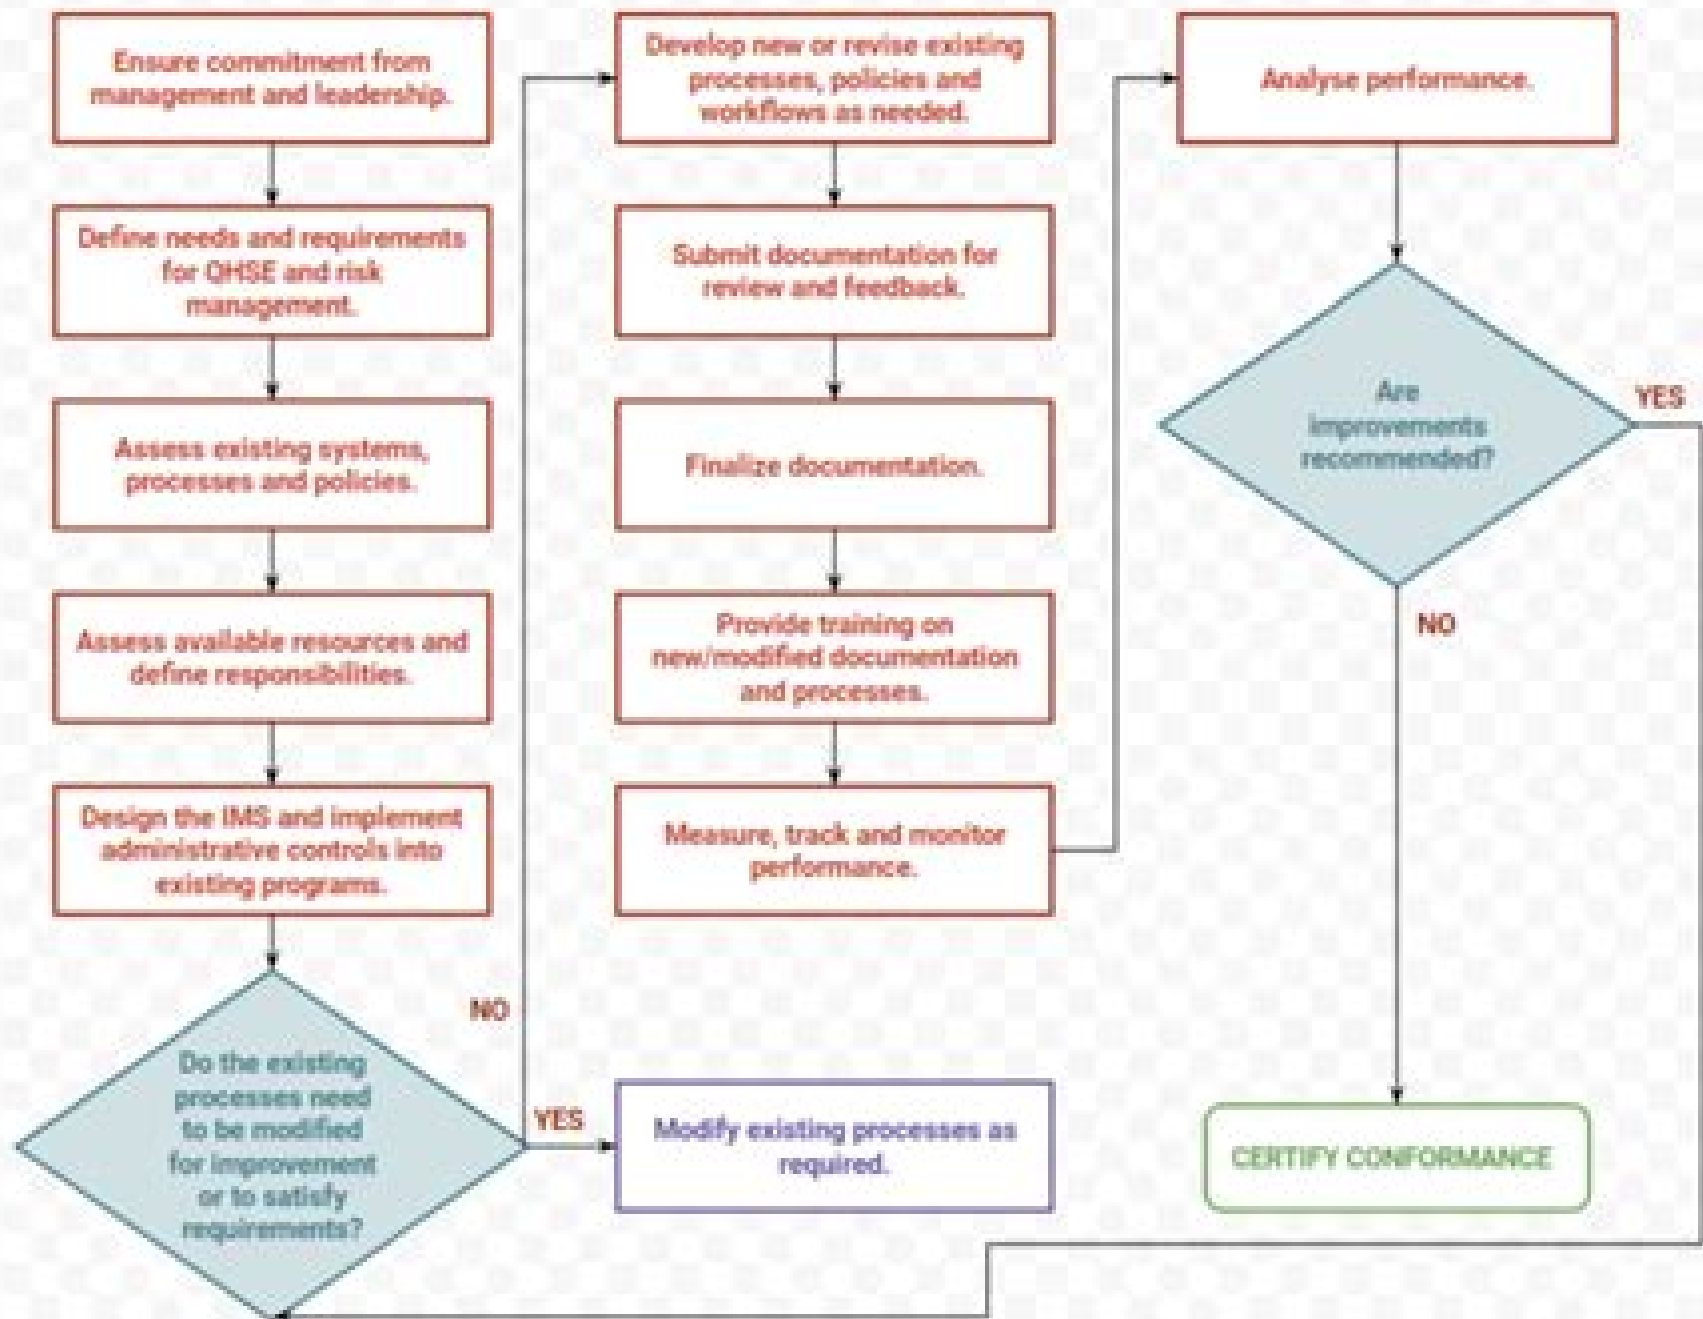 Ensure commitment from
management and leadership.
Define needs and requirements
for QHSE and risk
management.
Assess existing systems,
processes and policies.
Assess available resources and
define responsibilities.
Design the IMS and implement
administrative controls into
existing programs.
Do the existing
processes need
to be modified
for improvement
or to satisfy
requirements?
NO
YES
Modify existing processes as
required.
Develop new or revise existing
processes, policies and
workflows as needed.
Submit documentation for
review and feedback.
Finalize documentation.
Provide training on
new/modified documentation
and processes.
Measure, track and monitor
performance.
Analyse performance.
Are
improvements
recommended?
YES
NO
CERTIFY CONFORMANCE